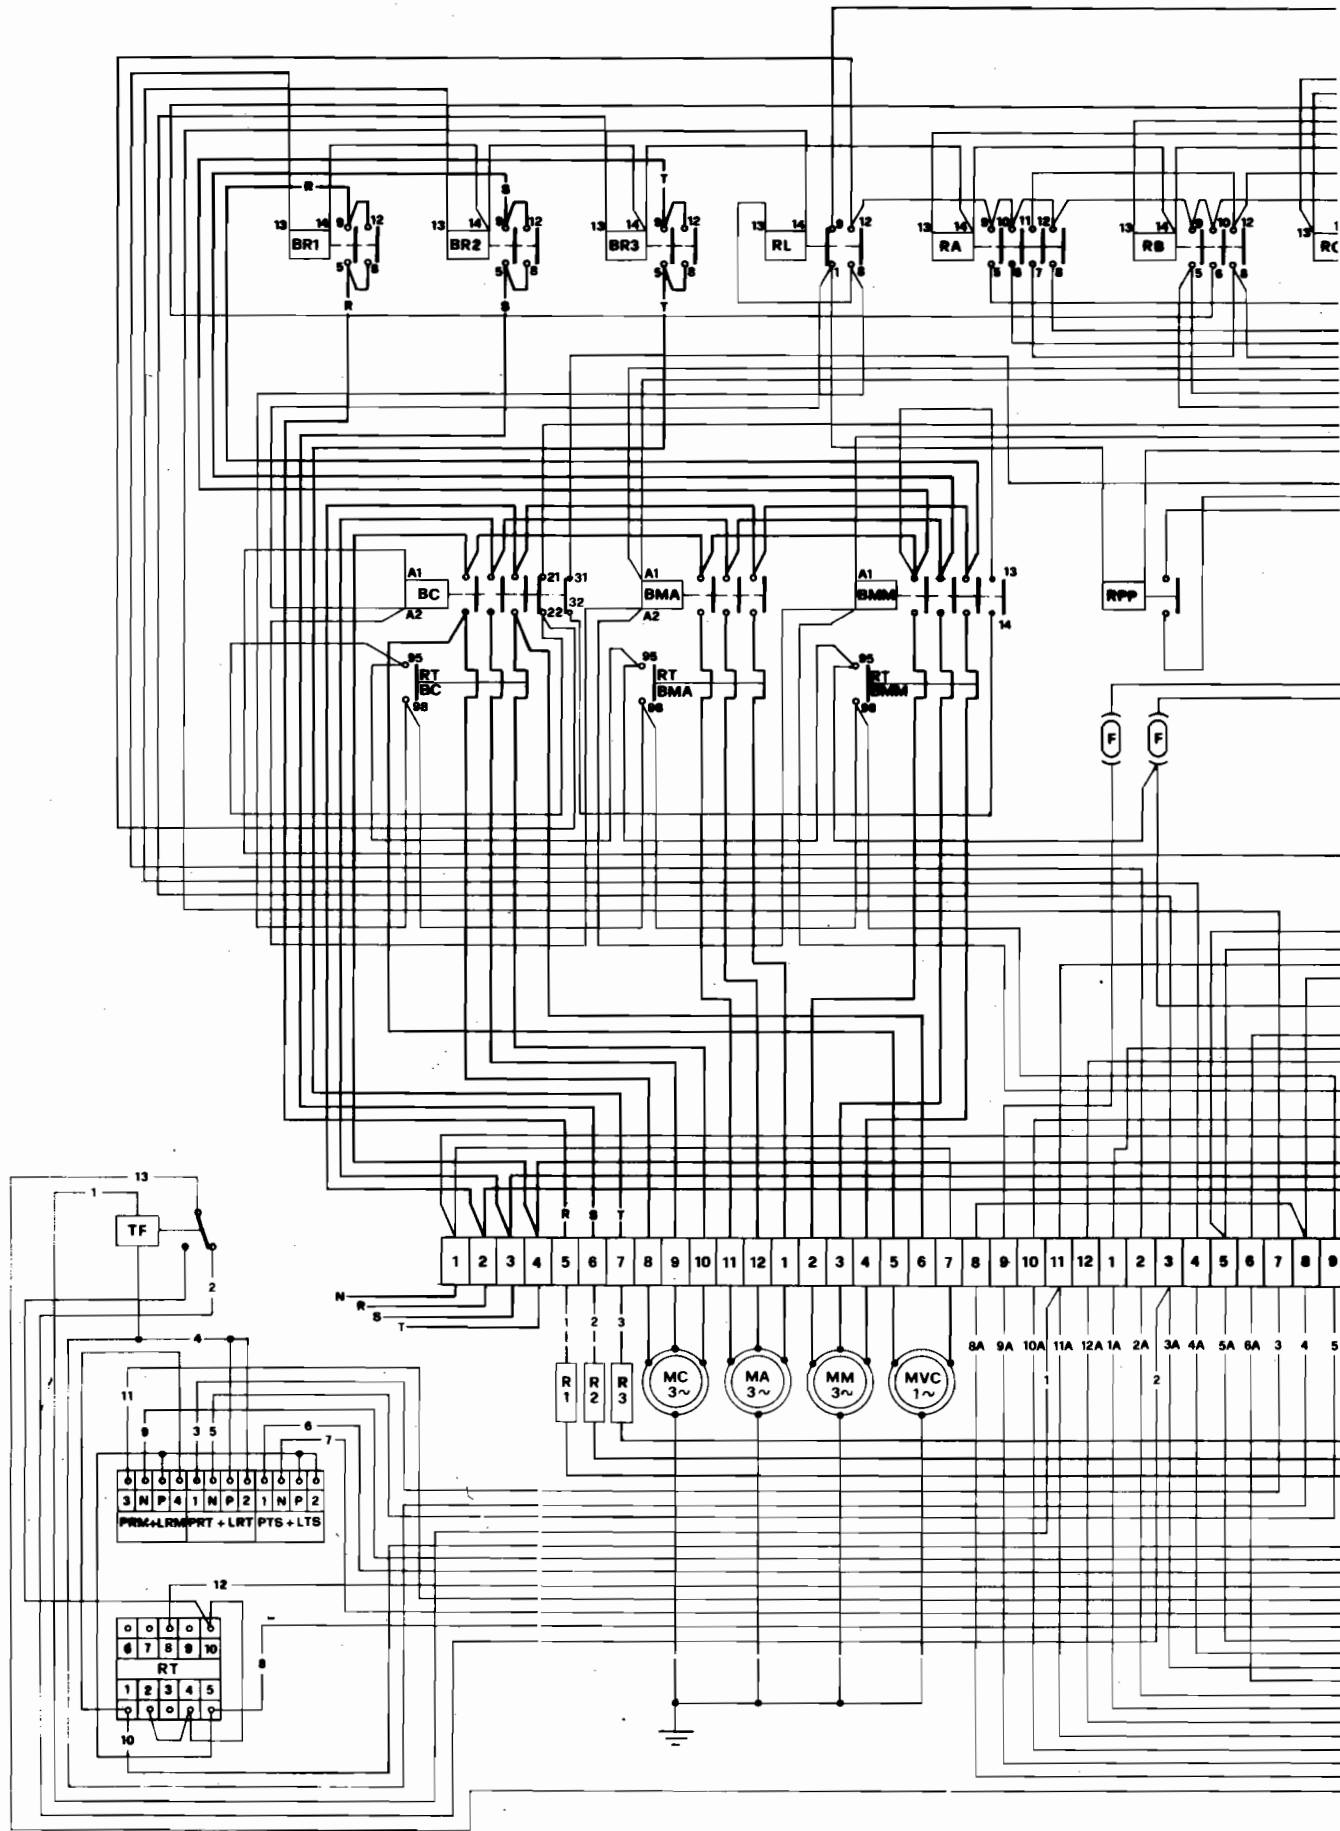 R S T
13 14 9 12 13 14 9 12 13 14 9 12 13 14 9 12 13 14 9 10 11 12 13 14 9 10 12 13
BR1 BR2 BR3 RL RA RB
5 8 5 8 5 8 1 8 5 6 7 8 5 6 8
R S T
A1 21 31 A1 A1 13
BC BMA BMM RPP
A2 22 32 A2 14
95 95 95
RT BC RT BMA RT BMM
98 96 96
F F
13
1
TF
2
R S T
1 2 3 4 5 6 7 8 9 10 11 12 1 2 3 4 5 6 7 8 9 10 11 12 1 2 3 4 5 6 7 8 9
N
R
S
T
1 2 3 8A 9A 10A 11A 12A 1A 2A 3A 4A 5A 6A 3 4 5
4
R1 R2 R3
MC 3~ MA 3~ MM 3~ MVC 1~
1 2
11 9 3 5 6 7
3 N P 4 1 N P 2 1 N P 2
PRM+LRM PRT + LRT PTS + LTS
12
6 7 8 9 10
RT
8
1 2 3 4 5
10